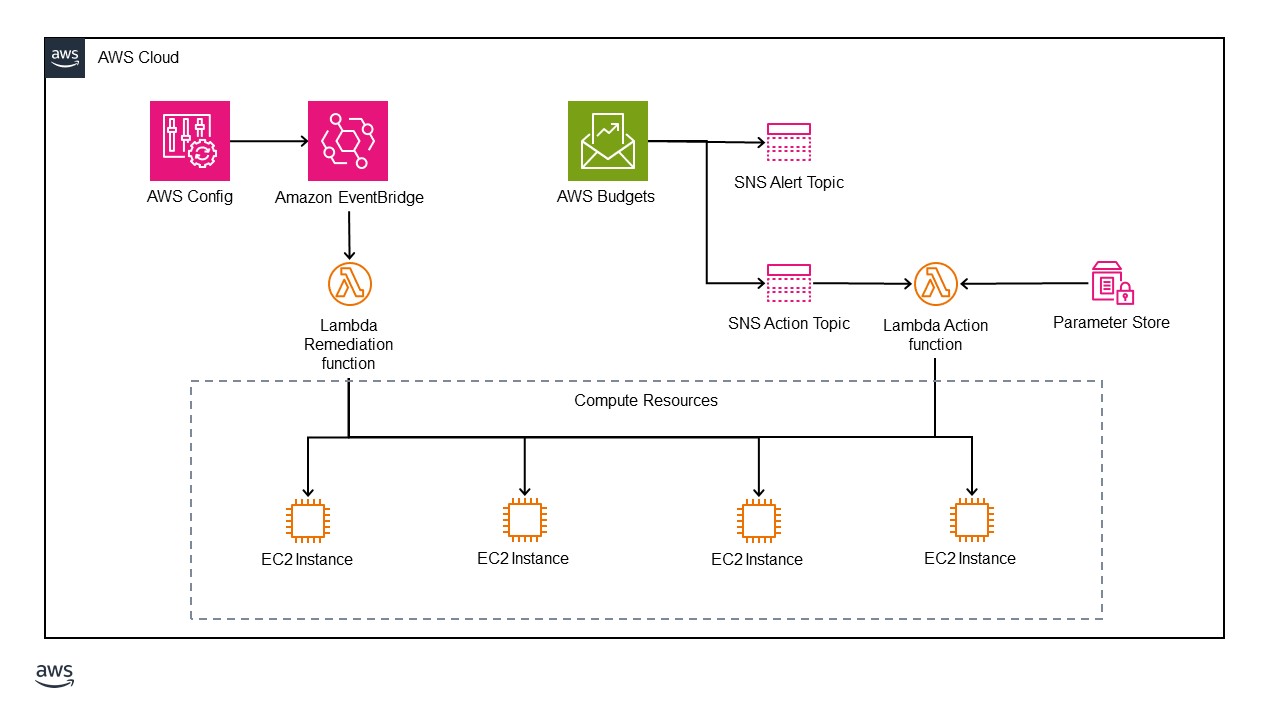 aws
AWS Cloud
AWS Config
Amazon EventBridge
AWS Budgets
SNS Alert Topic
Lambda
Remediation
function
SNS Action Topic
Lambda Action
function
Parameter Store
Compute Resources
EC2 Instance
EC2 Instance
EC2 Instance
EC2 Instance
aws